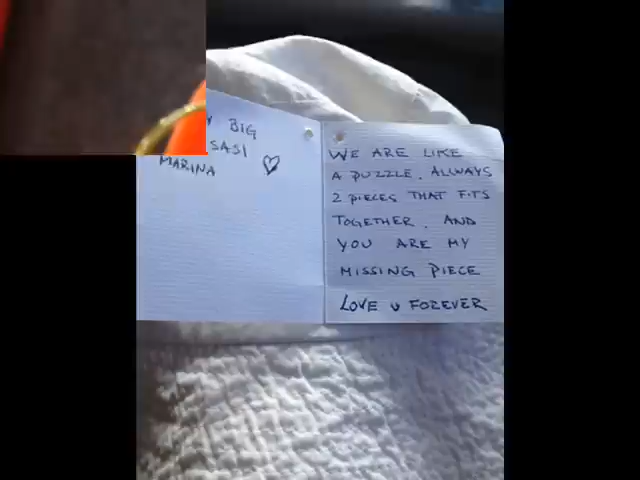 BIG
SASI
MARINA
WE ARE LIKE
A PUZZLE. ALLWAYS
2 PIECES THAT FITS
TOGETHER. AND
YOU ARE MY
MISSING PIECE
LOVE U FOREVER